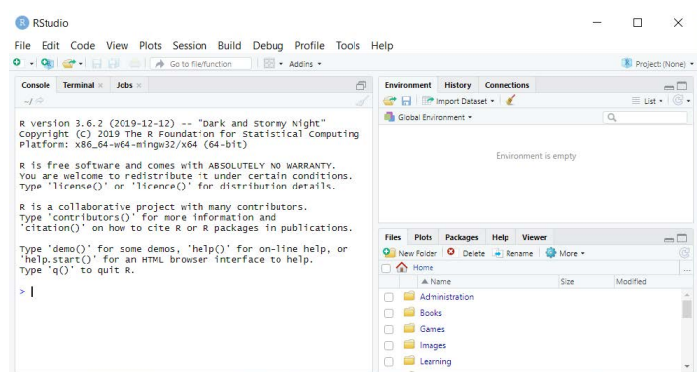 RStudio
File Edit Code View Plots Session Build Debug Profile Tools Help
Go to file/function Addins Project: (None)
Console Terminal Jobs
~/
R version 3.6.2 (2019-12-12) -- "Dark and Stormy Night"
Copyright (C) 2019 The R Foundation for Statistical Computing
Platform: x86_64-w64-mingw32/x64 (64-bit)
R is free software and comes with ABSOLUTELY NO WARRANTY.
You are welcome to redistribute it under certain conditions.
Type 'license()' or 'licence()' for distribution details.
R is a collaborative project with many contributors.
Type 'contributors()' for more information and
'citation()' on how to cite R or R packages in publications.
Type 'demo()' for some demos, 'help()' for on-line help, or
'help.start()' for an HTML browser interface to help.
Type 'q()' to quit R.
>
Environment History Connections
Import Dataset List
Global Environment
Environment is empty
Files Plots Packages Help Viewer
New Folder Delete Rename More
Home ...
Name Size Modified
Administration
Books
Games
Images
Learning